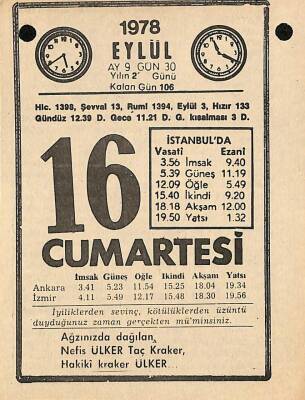 1978
EYLÜL
AY 9 GÜN 30
Yılın 2 Günü
Kalan Gün 106
Hic. 1398, Şevval 13, Rumî 1394, Eylül 3, Hızır 133
Gündüz 12.39 D. Gece 11.21 D. G. kısalması 3 D.
16
İSTANBUL'DA
Vasatî Ezanî
3.56 İmsak 9.40
5.39 Güneş 11.19
12.09 Öğle 5.49
15.40 İkindi 9.20
18.18 Akşam 12.00
19.50 Yatsı 1.32
CUMARTESİ
İmsak Güneş Öğle İkindi Akşam Yatsı
Ankara 3.41 5.23 11.54 15.25 18.04 19.34
İzmir 4.11 5.49 12.17 15.48 18.30 19.56
İyiliklerden sevinç, kötülüklerden üzüntü
duyduğunuz zaman gerçekten mü'minsiniz.
Ağzınızda dağılan
Nefis ÜLKER Taç Kraker,
Hakiki kraker ÜLKER...